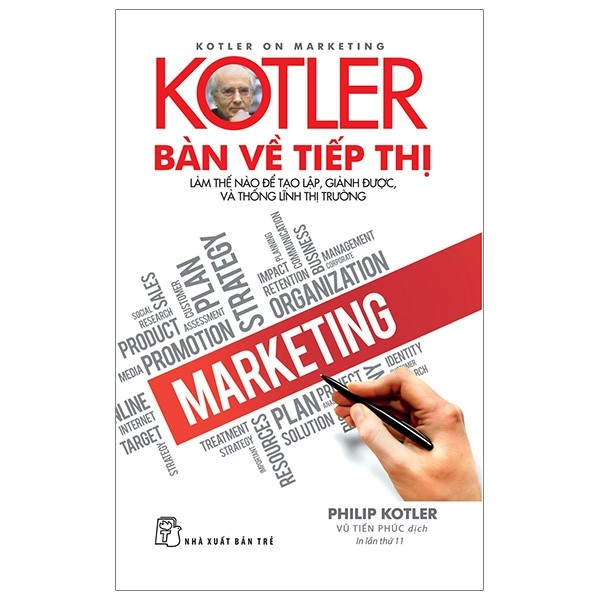 KOTLER ON MARKETING
KOTLER
BÀN VỀ TIẾP THỊ
LÀM THẾ NÀO ĐỂ TẠO LẬP, GIÀNH ĐƯỢC,
VÀ THỐNG LĨNH THỊ TRƯỜNG
SOCIAL
RESEARCH
SALES
CUSTOMER
PLAN
STRATEGY
IMPACT
PLANNING
COMMUNICATION
BUSINESS
MANAGEMENT
CORPORATE
RETENTION
ORGANIZATION
PRODUCT
ASSESSMENT
MEDIA
PROMOTION
MARKETING
NLINE
INTERNET
TARGET
STRATEGY
TREATMENT
STRATEGY
IMPORTANT
RESOURCES
PLAN
SOLUTION
PROJECT
IDENTITY
PHILIP KOTLER
VŨ TIẾN PHÚC dịch
In lần thứ 11
NHÀ XUẤT BẢN TRẺ